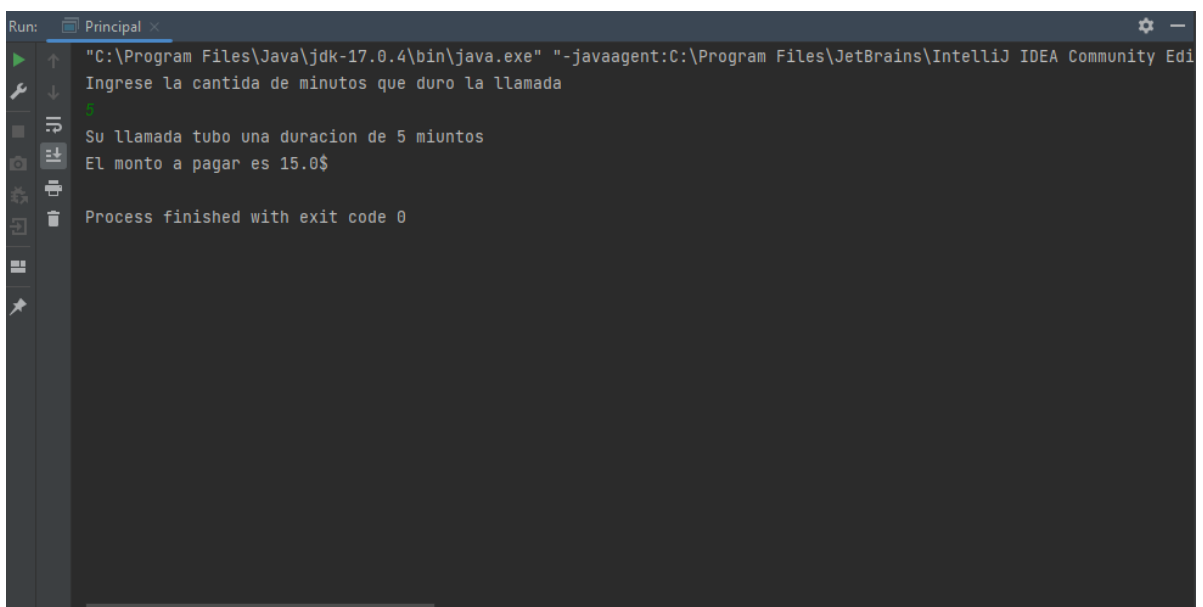 Run: Principal
"C:\Program Files\Java\jdk-17.0.4\bin\java.exe" "-javaagent:C:\Program Files\JetBrains\IntelliJ IDEA Community Edi
Ingrese la cantida de minutos que duro la llamada
5
Su llamada tubo una duracion de 5 miuntos
El monto a pagar es 15.0$
Process finished with exit code 0